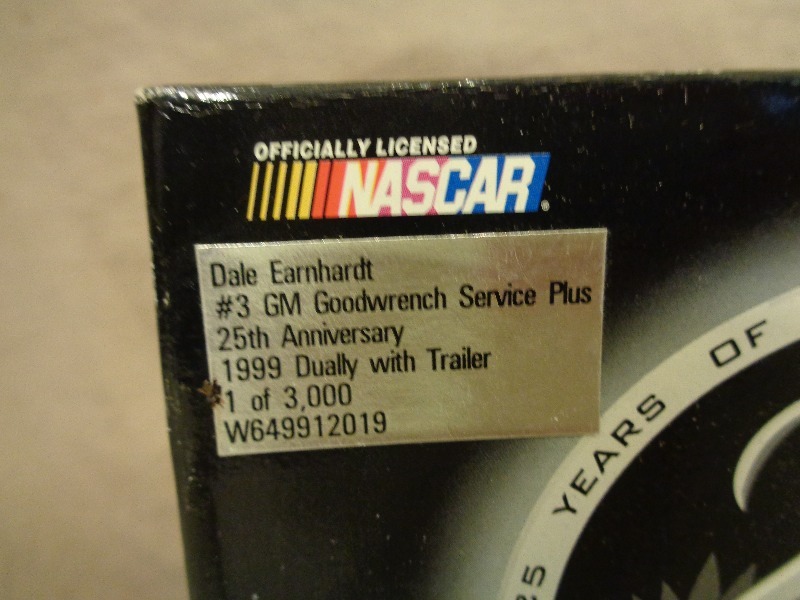 OFFICIALLY LICENSED
NASCAR
Dale Earnhardt
#3 GM Goodwrench Service Plus
25th Anniversary
1999 Dually with Trailer
1 of 3,000
W649912019
25 YEARS OF